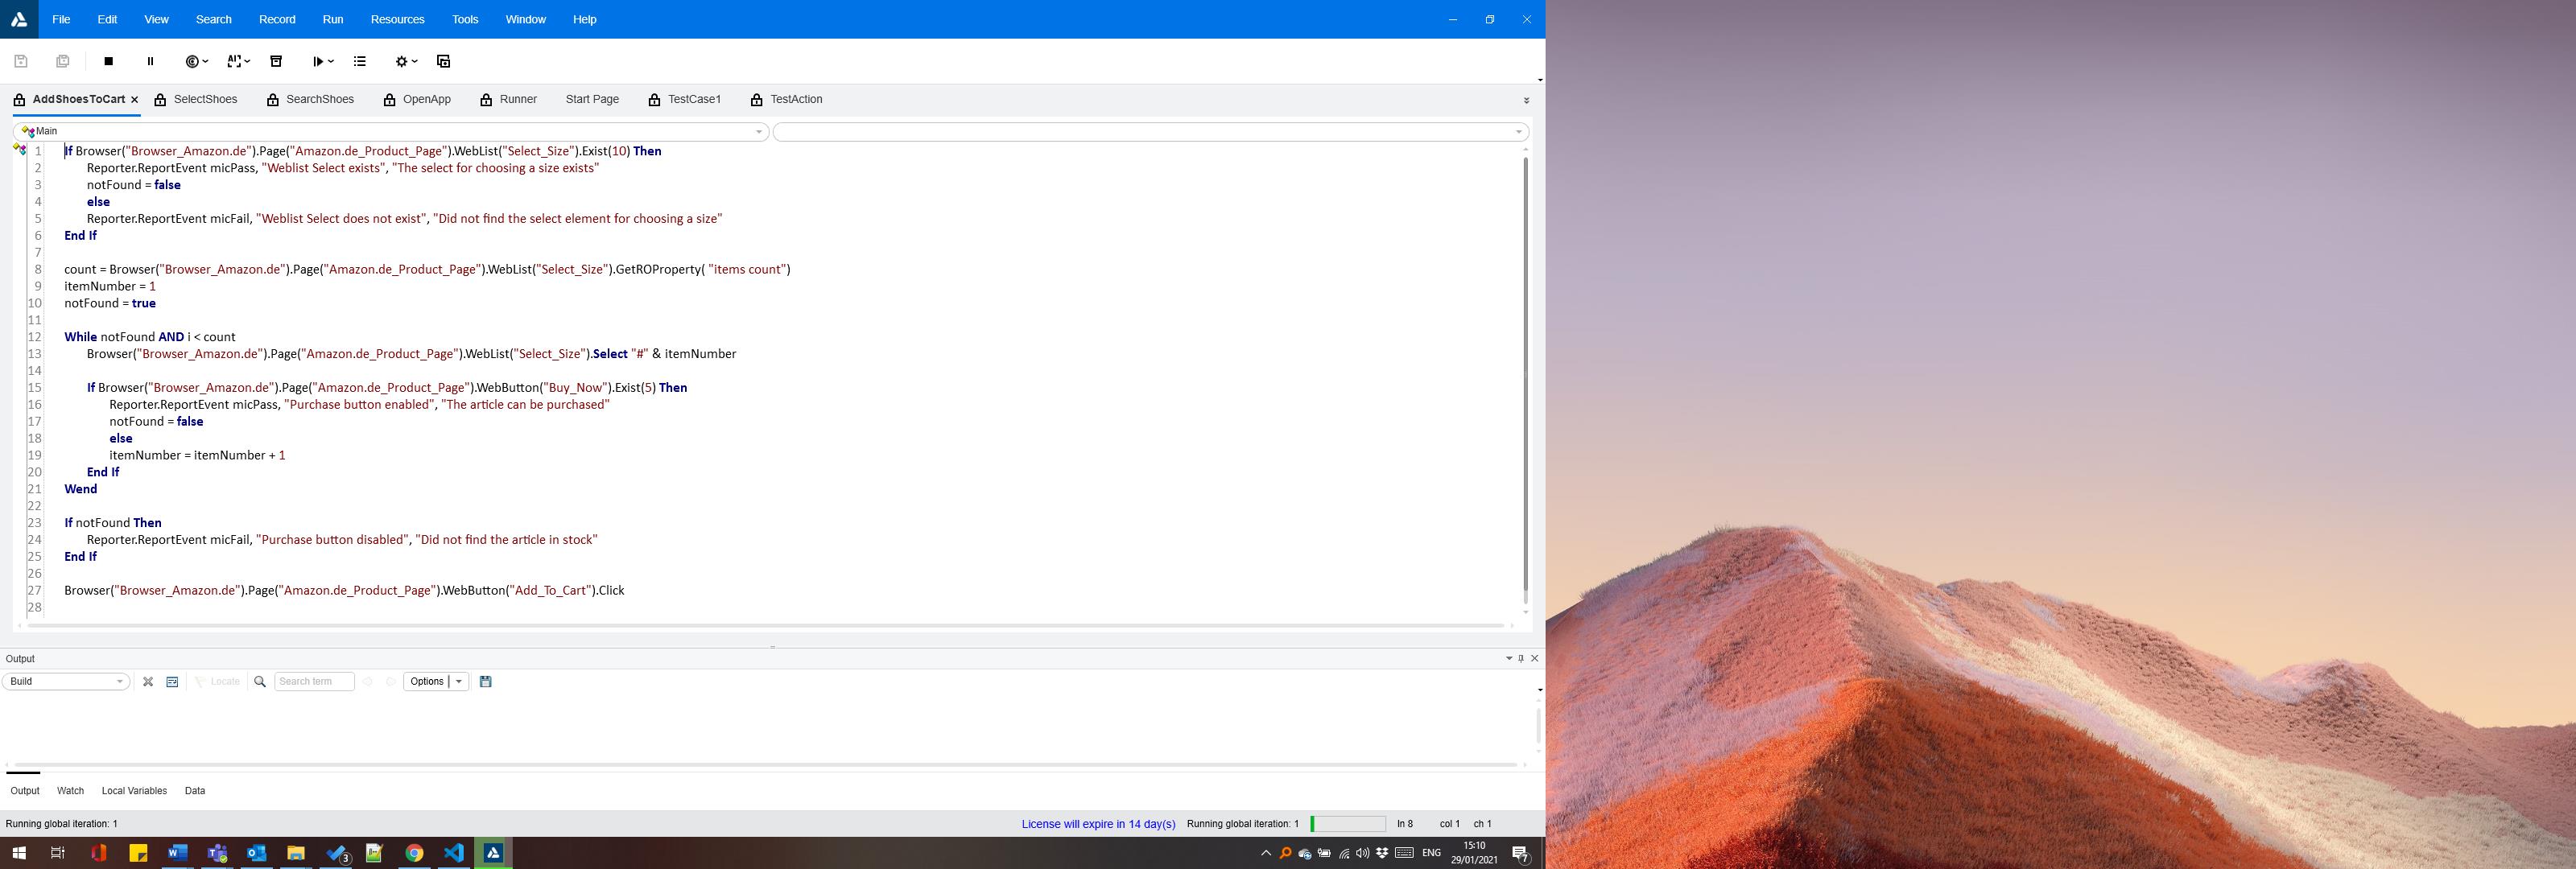 File Edit View Search Record Run Resources Tools Window Help
AddShoesToCart SelectShoes SearchShoes OpenApp Runner Start Page TestCase1 TestAction
Main
1 If Browser("Browser_Amazon.de").Page("Amazon.de_Product_Page").WebList("Select_Size").Exist(10) Then
2 Reporter.ReportEvent micPass, "Weblist Select exists", "The select for choosing a size exists"
3 notFound = false
4 else
5 Reporter.ReportEvent micFail, "Weblist Select does not exist", "Did not find the select element for choosing a size"
6 End If
7
8 count = Browser("Browser_Amazon.de").Page("Amazon.de_Product_Page").WebList("Select_Size").GetROProperty( "items count")
9 itemNumber = 1
10 notFound = true
11
12 While notFound AND i < count
13 Browser("Browser_Amazon.de").Page("Amazon.de_Product_Page").WebList("Select_Size").Select "#" & itemNumber
14
15 If Browser("Browser_Amazon.de").Page("Amazon.de_Product_Page").WebButton("Buy_Now").Exist(5) Then
16 Reporter.ReportEvent micPass, "Purchase button enabled", "The article can be purchased"
17 notFound = false
18 else
19 itemNumber = itemNumber + 1
20 End If
21 Wend
22
23 If notFound Then
24 Reporter.ReportEvent micFail, "Purchase button disabled", "Did not find the article in stock"
25 End If
26
27 Browser("Browser_Amazon.de").Page("Amazon.de_Product_Page").WebButton("Add_To_Cart").Click
28
Output
Build Locate Search term Options
Output Watch Local Variables Data
Running global iteration: 1 License will expire in 14 day(s) Running global iteration: 1 ln 8 col 1 ch 1
3 ENG 15:10 7
29/01/2021